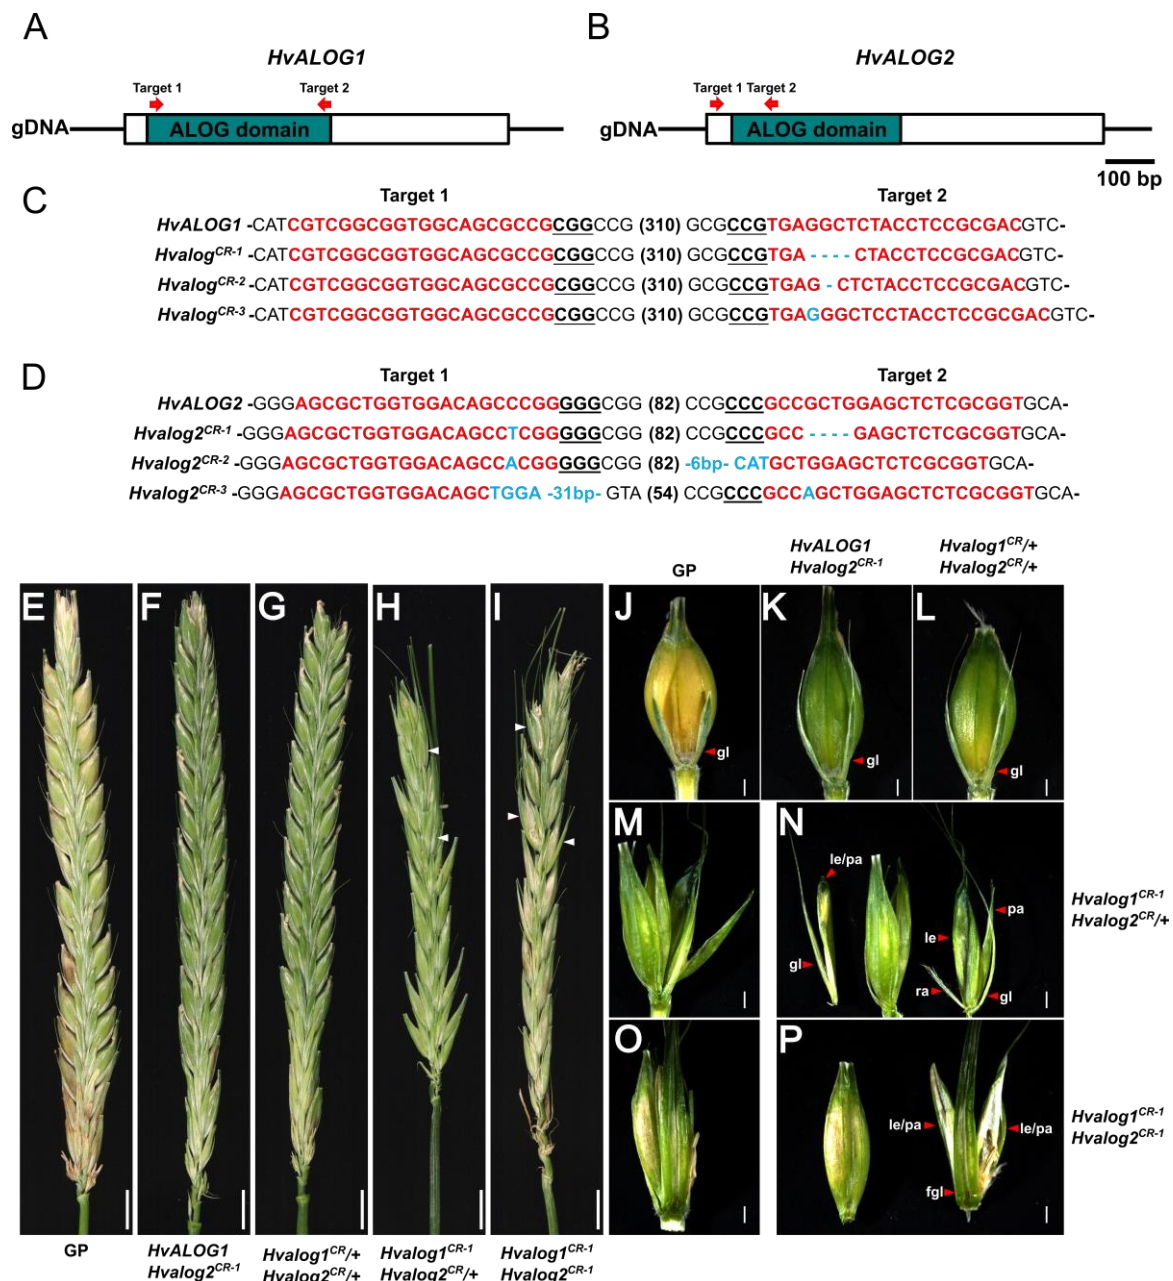 A
B
HvALOG1
HvALOG2
Target 1
Target 2
Target 1
Target 2
gDNA
ALOG domain
gDNA
ALOG domain
100 bp
C
Target 1
Target 2
HvALOG1 -CATCGTCGGCGGTGGCAGCGCCGCGGCCG (310) GCGCCGTGAGGCTCTACCTCCGCGACGTC-
Hvalog^CR-1 -CATCGTCGGCGGTGGCAGCGCCGCGGCCG (310) GCGCCGTGA - - - - CTACCTCCGCGACGTC-
Hvalog^CR-2 -CATCGTCGGCGGTGGCAGCGCCGCGGCCG (310) GCGCCGTGAG - CTCTACCTCCGCGACGTC-
Hvalog^CR-3 -CATCGTCGGCGGTGGCAGCGCCGCGGCCG (310) GCGCCGTGAGGGCTCCTACCTCCGCGACGTC-
D
Target 1
Target 2
HvALOG2 -GGGAGCGCTGGTGGACAGCCCGGGGGCGG (82) CCGCCCGCCGCTGGAGCTCTCGCGGTGCA-
Hvalog2^CR-1 -GGGAGCGCTGGTGGACAGCCTCGGGGGCGG (82) CCGCCCGCC - - - - GAGCTCTCGCGGTGCA-
Hvalog2^CR-2 -GGGAGCGCTGGTGGACAGCCACGGGGGCGG (82) -6bp- CATGCTGGAGCTCTCGCGGTGCA-
Hvalog2^CR-3 -GGGAGCGCTGGTGGACAGCTGGA -31bp- GTA (54) CCGCCCGCCAGCTGGAGCTCTCGCGGTGCA-
GP
HvALOG1
Hvalog2^CR-1
Hvalog1^CR/+
Hvalog2^CR/+
E F G H I J K L
gl
gl
gl
M N
le/pa
pa
le
gl
ra
gl
Hvalog1^CR-1
Hvalog2^CR/+
O P
le/pa
le/pa
fgl
Hvalog1^CR-1
Hvalog2^CR-1
GP
HvALOG1
Hvalog2^CR-1
Hvalog1^CR/+
Hvalog2^CR/+
Hvalog1^CR-1
Hvalog2^CR/+
Hvalog1^CR-1
Hvalog2^CR-1